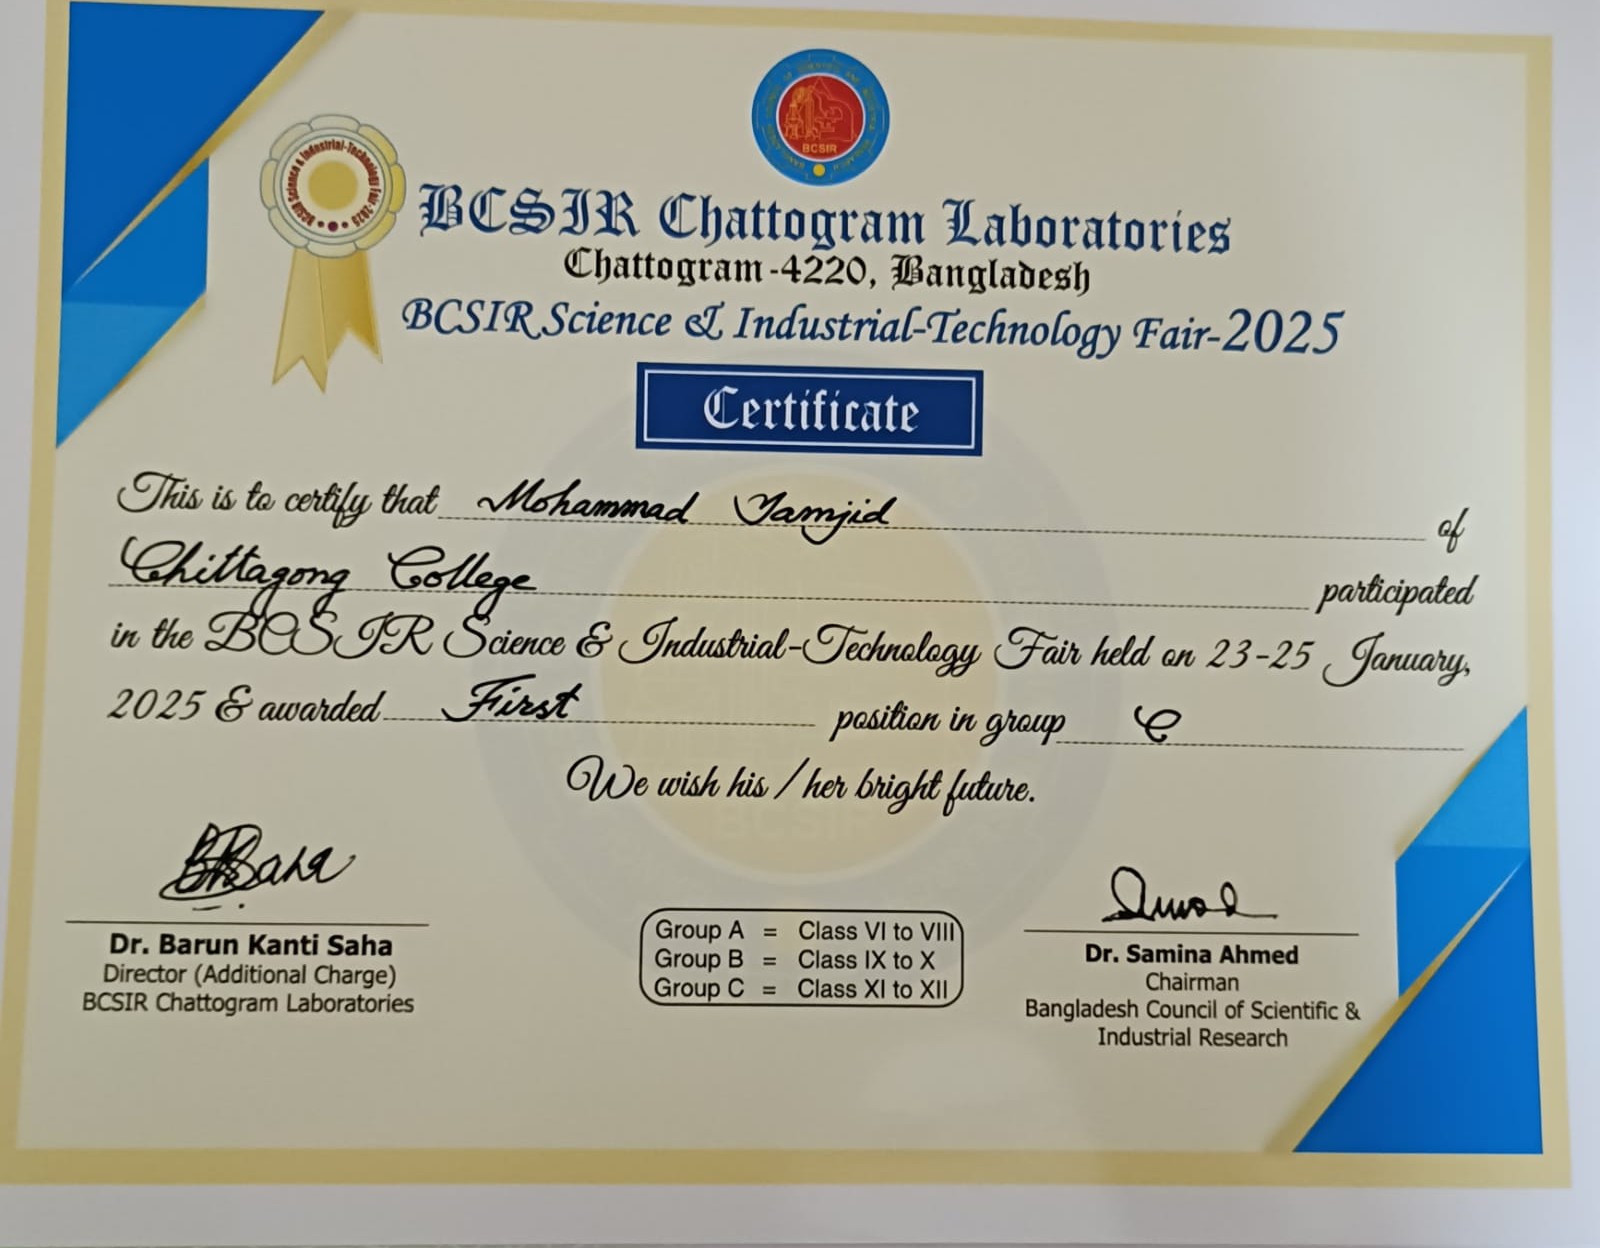 BCSIR Science & Industrial-Technology Fair-2025
BCSIR
BCSIR Chattogram Laboratories
Chattogram-4220, Bangladesh
BCSIR Science & Industrial-Technology Fair-2025
Certificate
This is to certify that Mohammad Tamjid of
Chittagong College participated
in the BCSIR Science & Industrial-Technology Fair held on 23-25 January,
2025 & awarded First position in group C
We wish his / her bright future.
BSaha
Dr. Barun Kanti Saha
Director (Additional Charge)
BCSIR Chattogram Laboratories
Group A = Class VI to VIII
Group B = Class IX to X
Group C = Class XI to XII
Dr. Samina Ahmed
Chairman
Bangladesh Council of Scientific &
Industrial Research